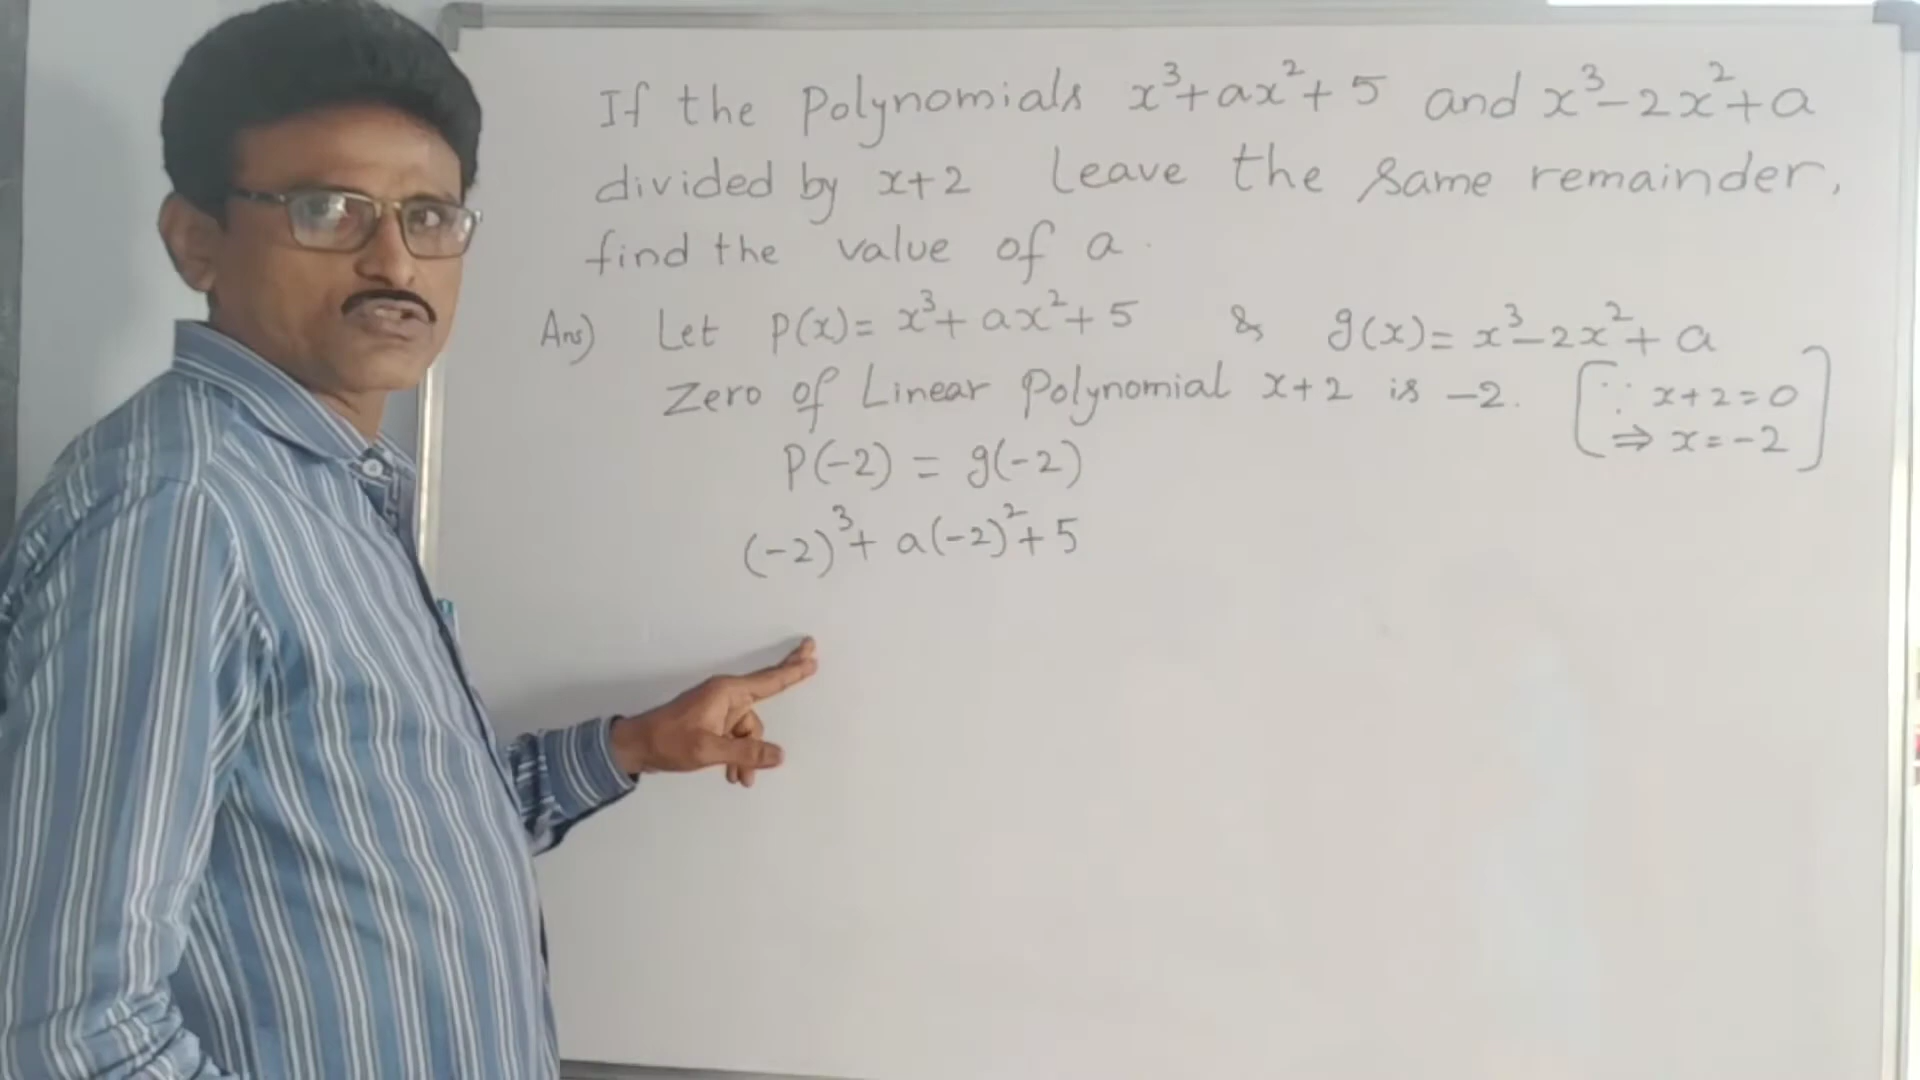 If the Polynomials x³+ax²+5 and x³-2x²+a
divided by x+2 Leave the same remainder,
find the value of a.
Ans) Let P(x)= x³+ ax²+ 5 & g(x)= x³-2x²+ a
Zero of Linear Polynomial x+2 is -2. [∵ x+2=0
⇒ x=-2]
P(-2) = g(-2)
(-2)³+ a(-2)²+5